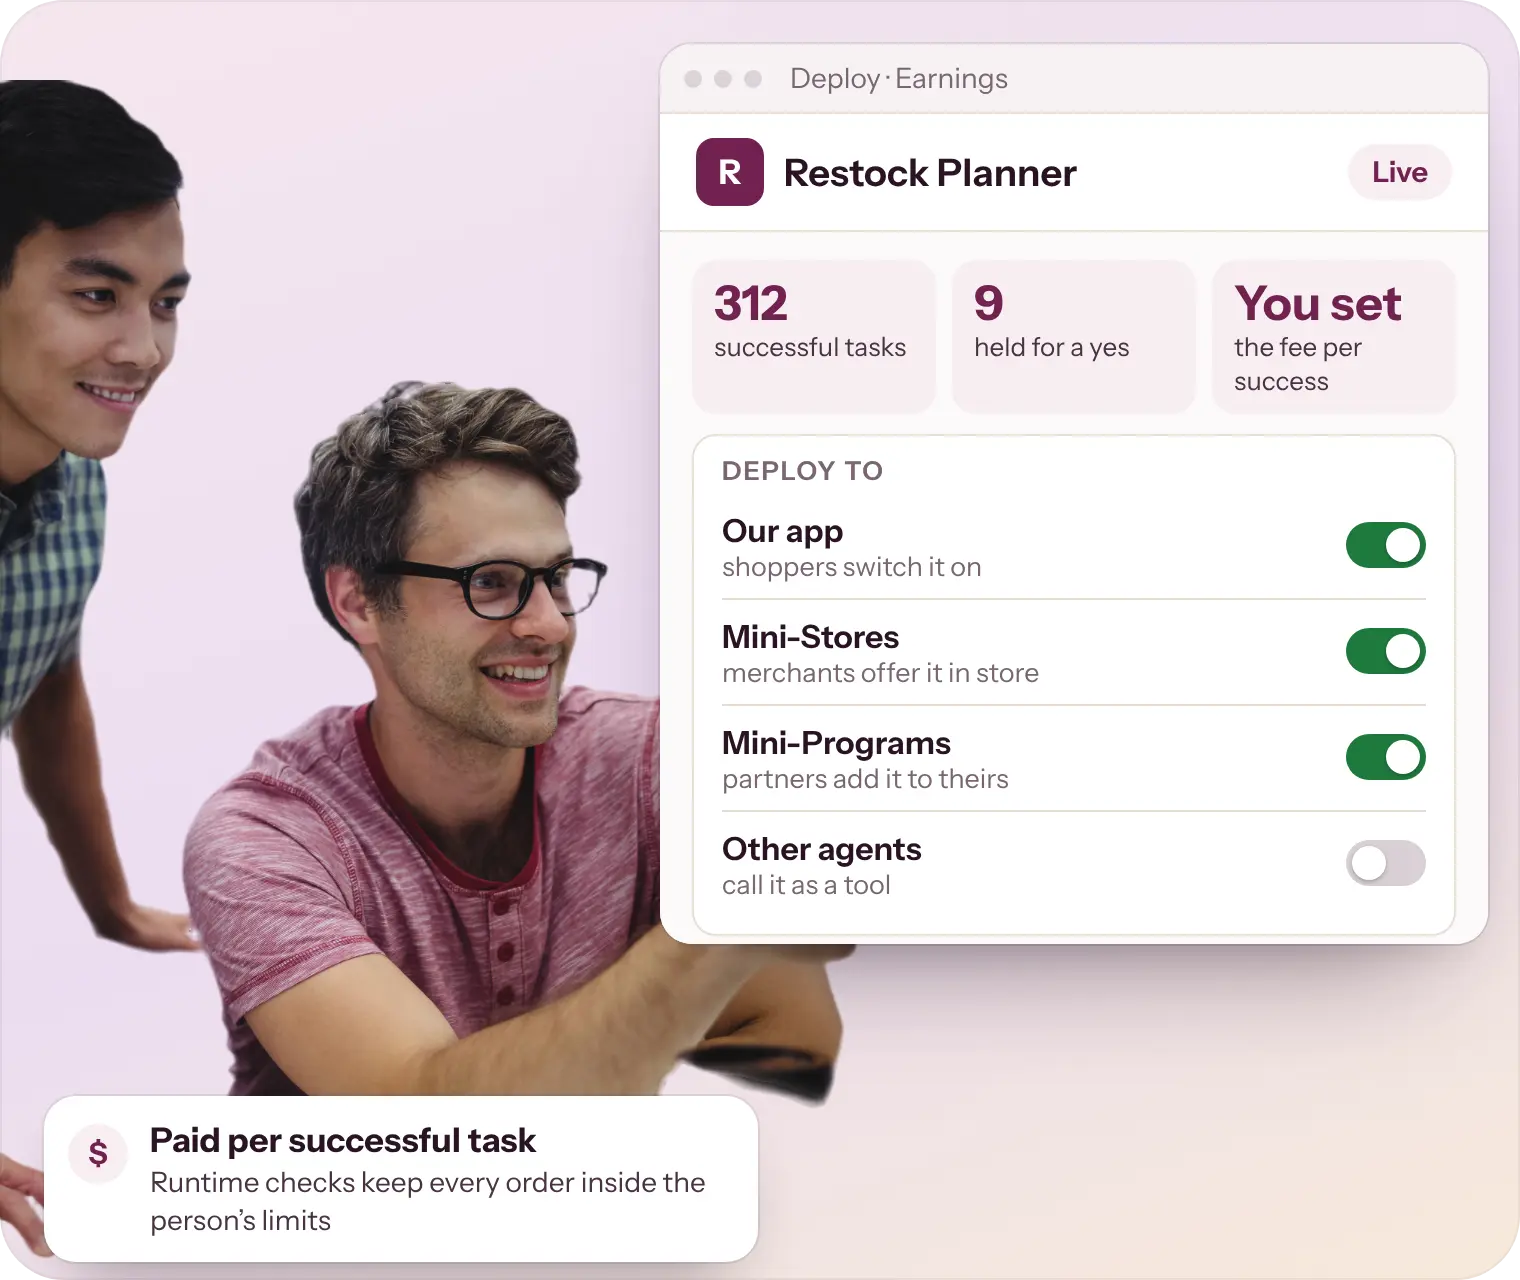 Deploy · Earnings
R
Restock Planner
Live
312
successful tasks
9
held for a yes
You set
the fee per
success
DEPLOY TO
Our app
shoppers switch it on
Mini-Stores
merchants offer it in store
Mini-Programs
partners add it to theirs
Other agents
call it as a tool
$
Paid per successful task
Runtime checks keep every order inside the
person’s limits